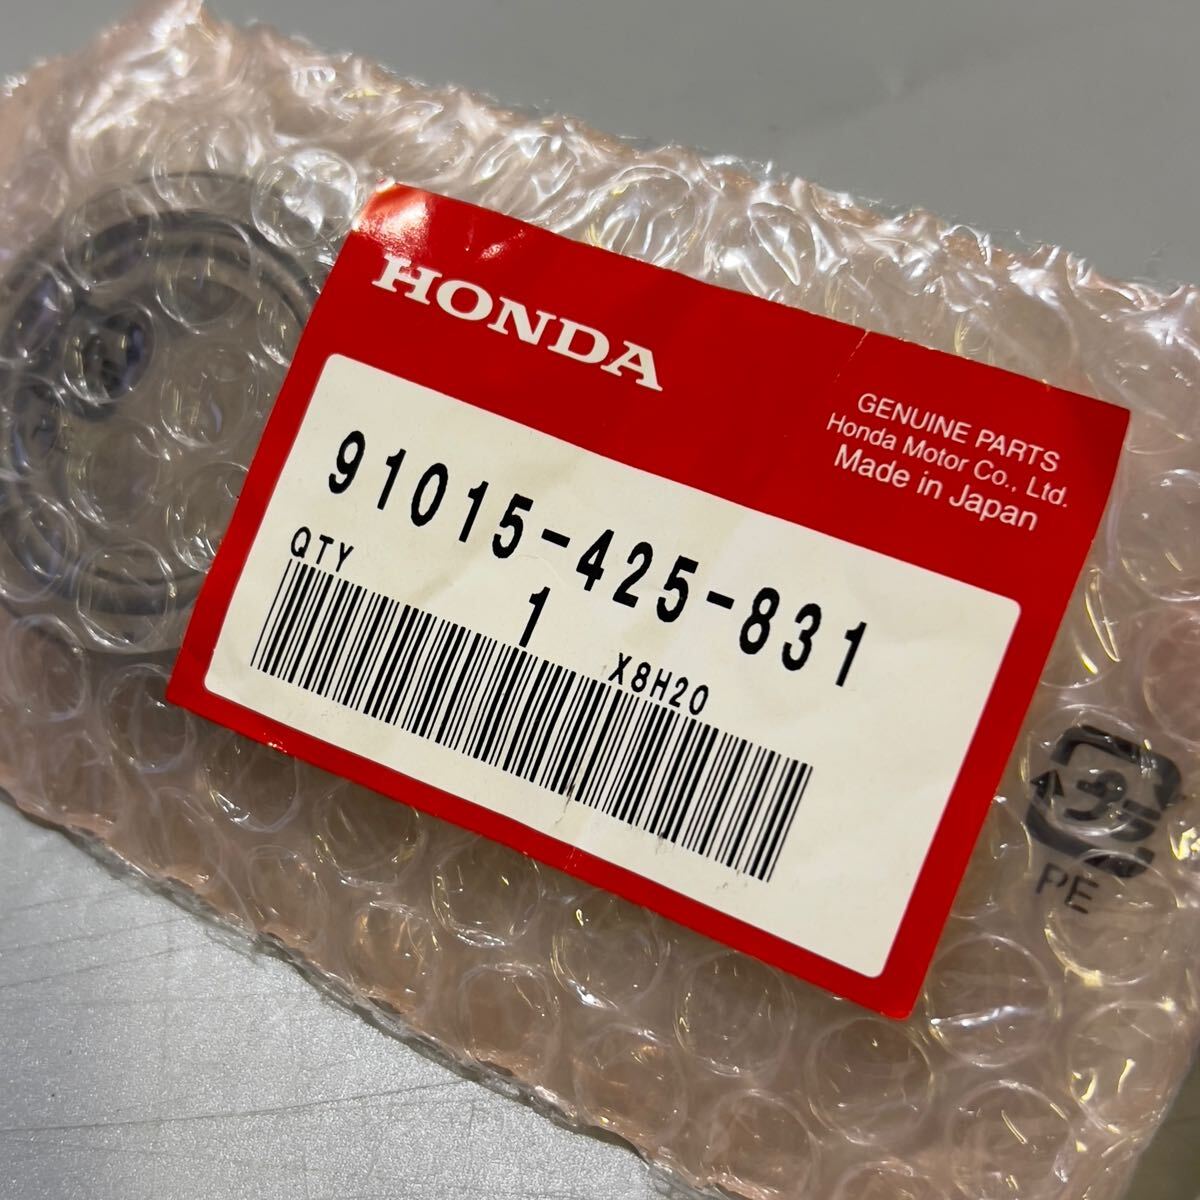 HONDA
GENUINE PARTS
Honda Motor Co., Ltd.
Made in Japan
91015-425-831
QTY
1
X8H20
PE